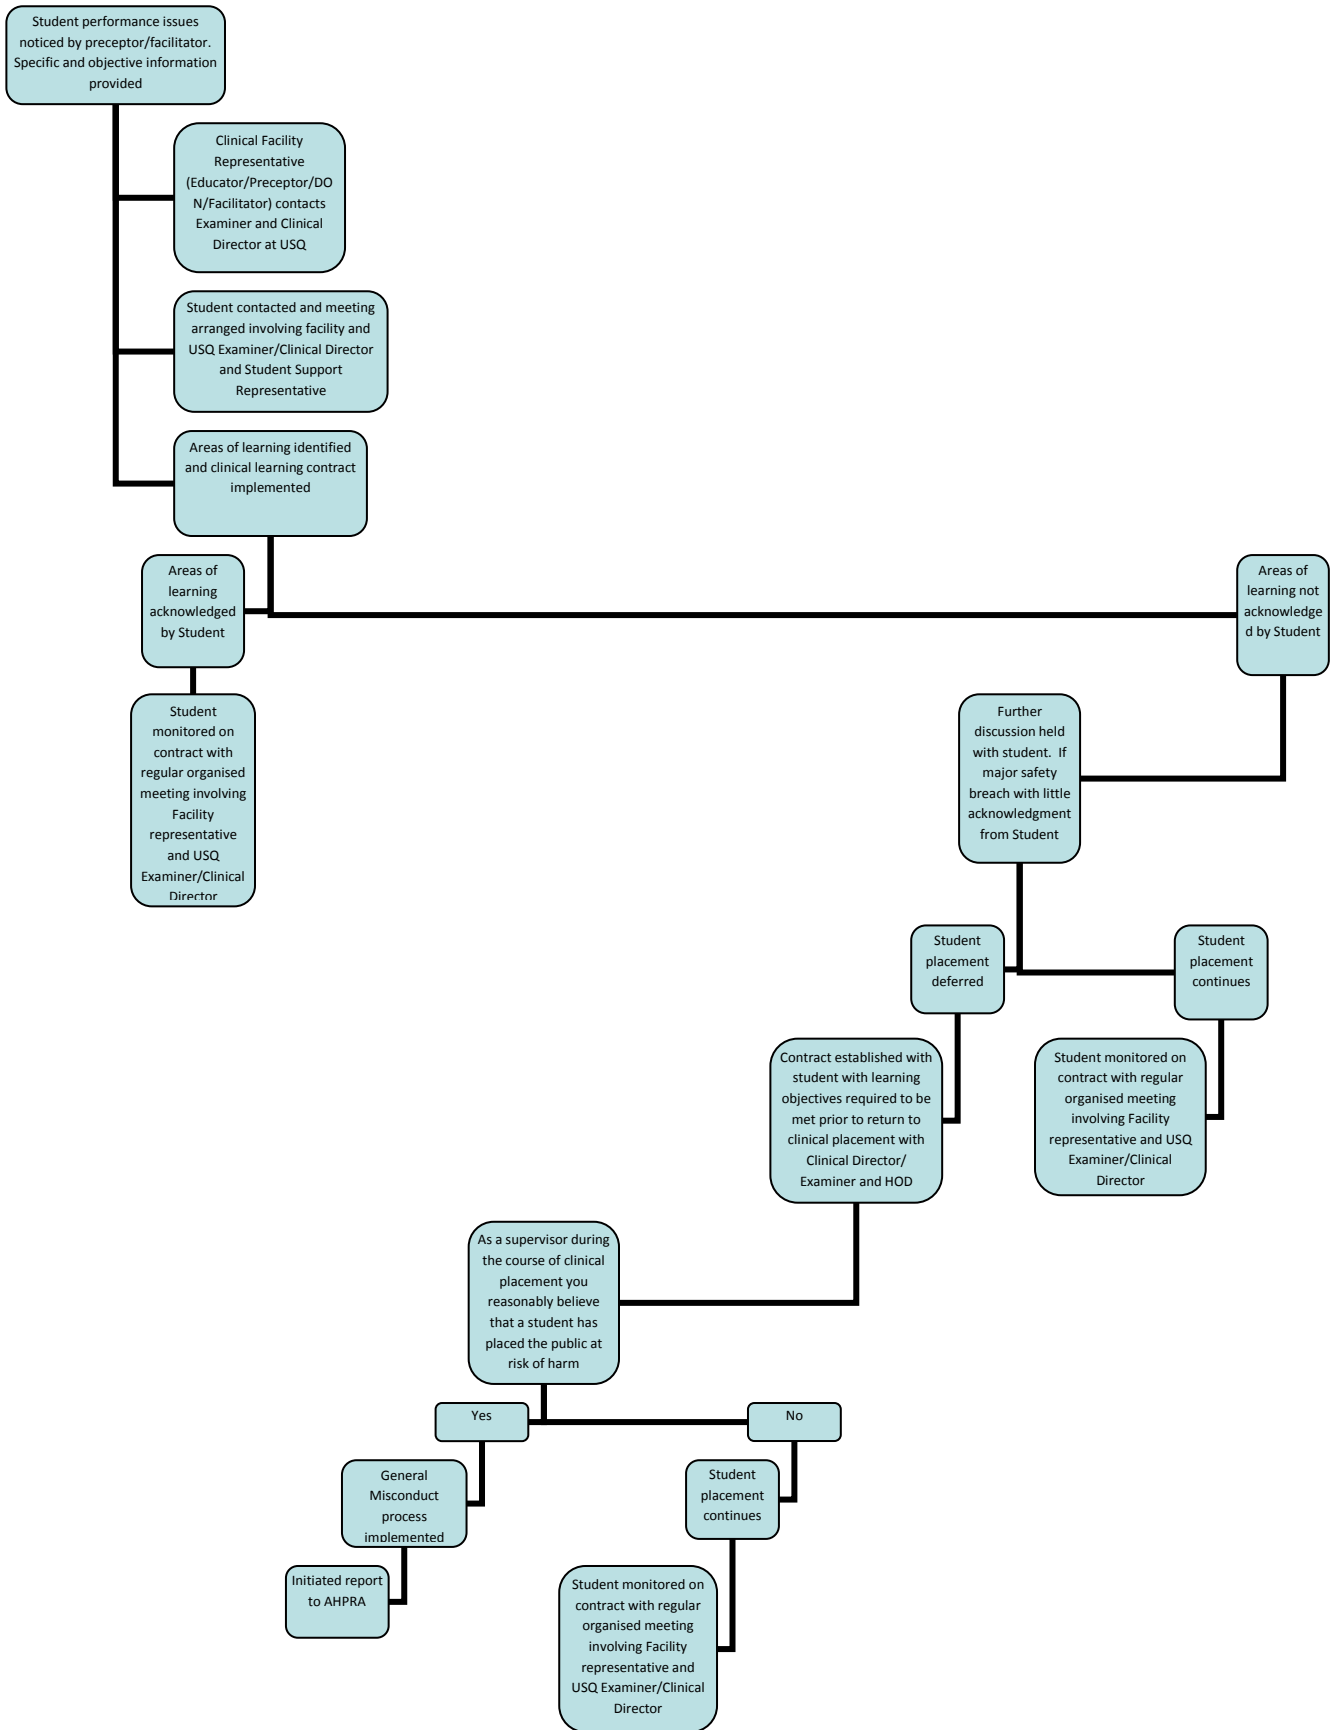 Student performance issues
noticed by preceptor/facilitator.
Specific and objective information
provided
Clinical Facility
Representative
(Educator/Preceptor/DO
N/Facilitator) contacts
Examiner and Clinical
Director at USQ
Student contacted and meeting
arranged involving facility and
USQ Examiner/Clinical Director
and Student Support
Representative
Areas of learning identified
and clinical learning contract
implemented
Areas of
learning
acknowledged
by Student
Areas of
learning not
acknowledge
d by Student
Student
monitored on
contract with
regular organised
meeting involving
Facility
representative
and USQ
Examiner/Clinical
Director
Further
discussion held
with student.  If
major safety
breach with little
acknowledgment
from Student
Student
placement
deferred
Student
placement
continues
Contract established with
student with learning
objectives required to be
met prior to return to
clinical placement with
Clinical Director/
Examiner and HOD
Student monitored on
contract with regular
organised meeting
involving Facility
representative and USQ
Examiner/Clinical
Director
As a supervisor during
the course of clinical
placement you
reasonably believe
that a student has
placed the public at
risk of harm
Yes
No
General
Misconduct
process
implemented
Student
placement
continues
Initiated report
to AHPRA
Student monitored on
contract with regular
organised meeting
involving Facility
representative and
USQ Examiner/Clinical
Director